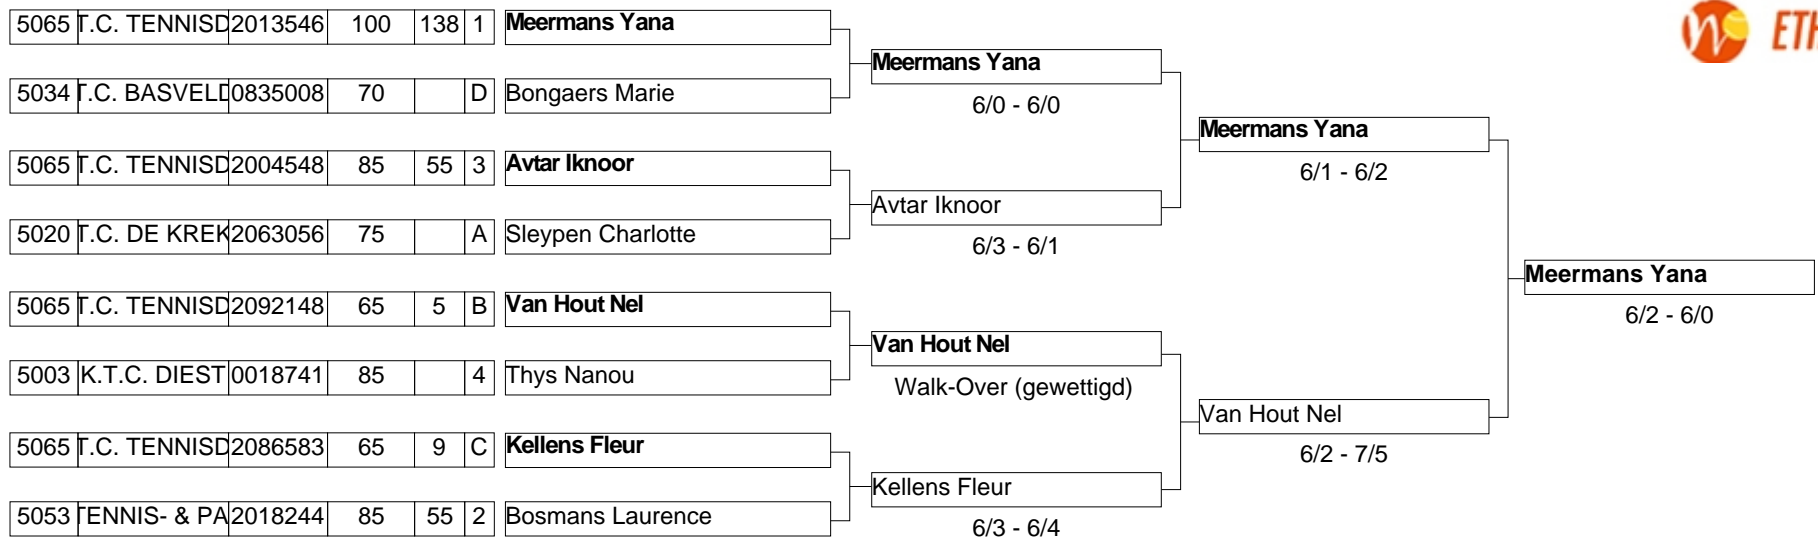 5065 T.C. TENNISD 2013546 100 138 1 Meermans Yana
5034 T.C. BASVELD 0835008 70 D Bongaers Marie
5065 T.C. TENNISD 2004548 85 55 3 Avtar Iknoor
5020 T.C. DE KREK 2063056 75 A Sleypen Charlotte
5065 T.C. TENNISD 2092148 65 5 B Van Hout Nel
5003 K.T.C. DIEST 0018741 85 4 Thys Nanou
5065 T.C. TENNISD 2086583 65 9 C Kellens Fleur
5053 TENNIS- & PA 2018244 85 55 2 Bosmans Laurence
Meermans Yana
6/0 - 6/0
Avtar Iknoor
6/3 - 6/1
Van Hout Nel
Walk-Over (gewettigd)
Kellens Fleur
6/3 - 6/4
Meermans Yana
6/1 - 6/2
Van Hout Nel
6/2 - 7/5
Meermans Yana
6/2 - 6/0